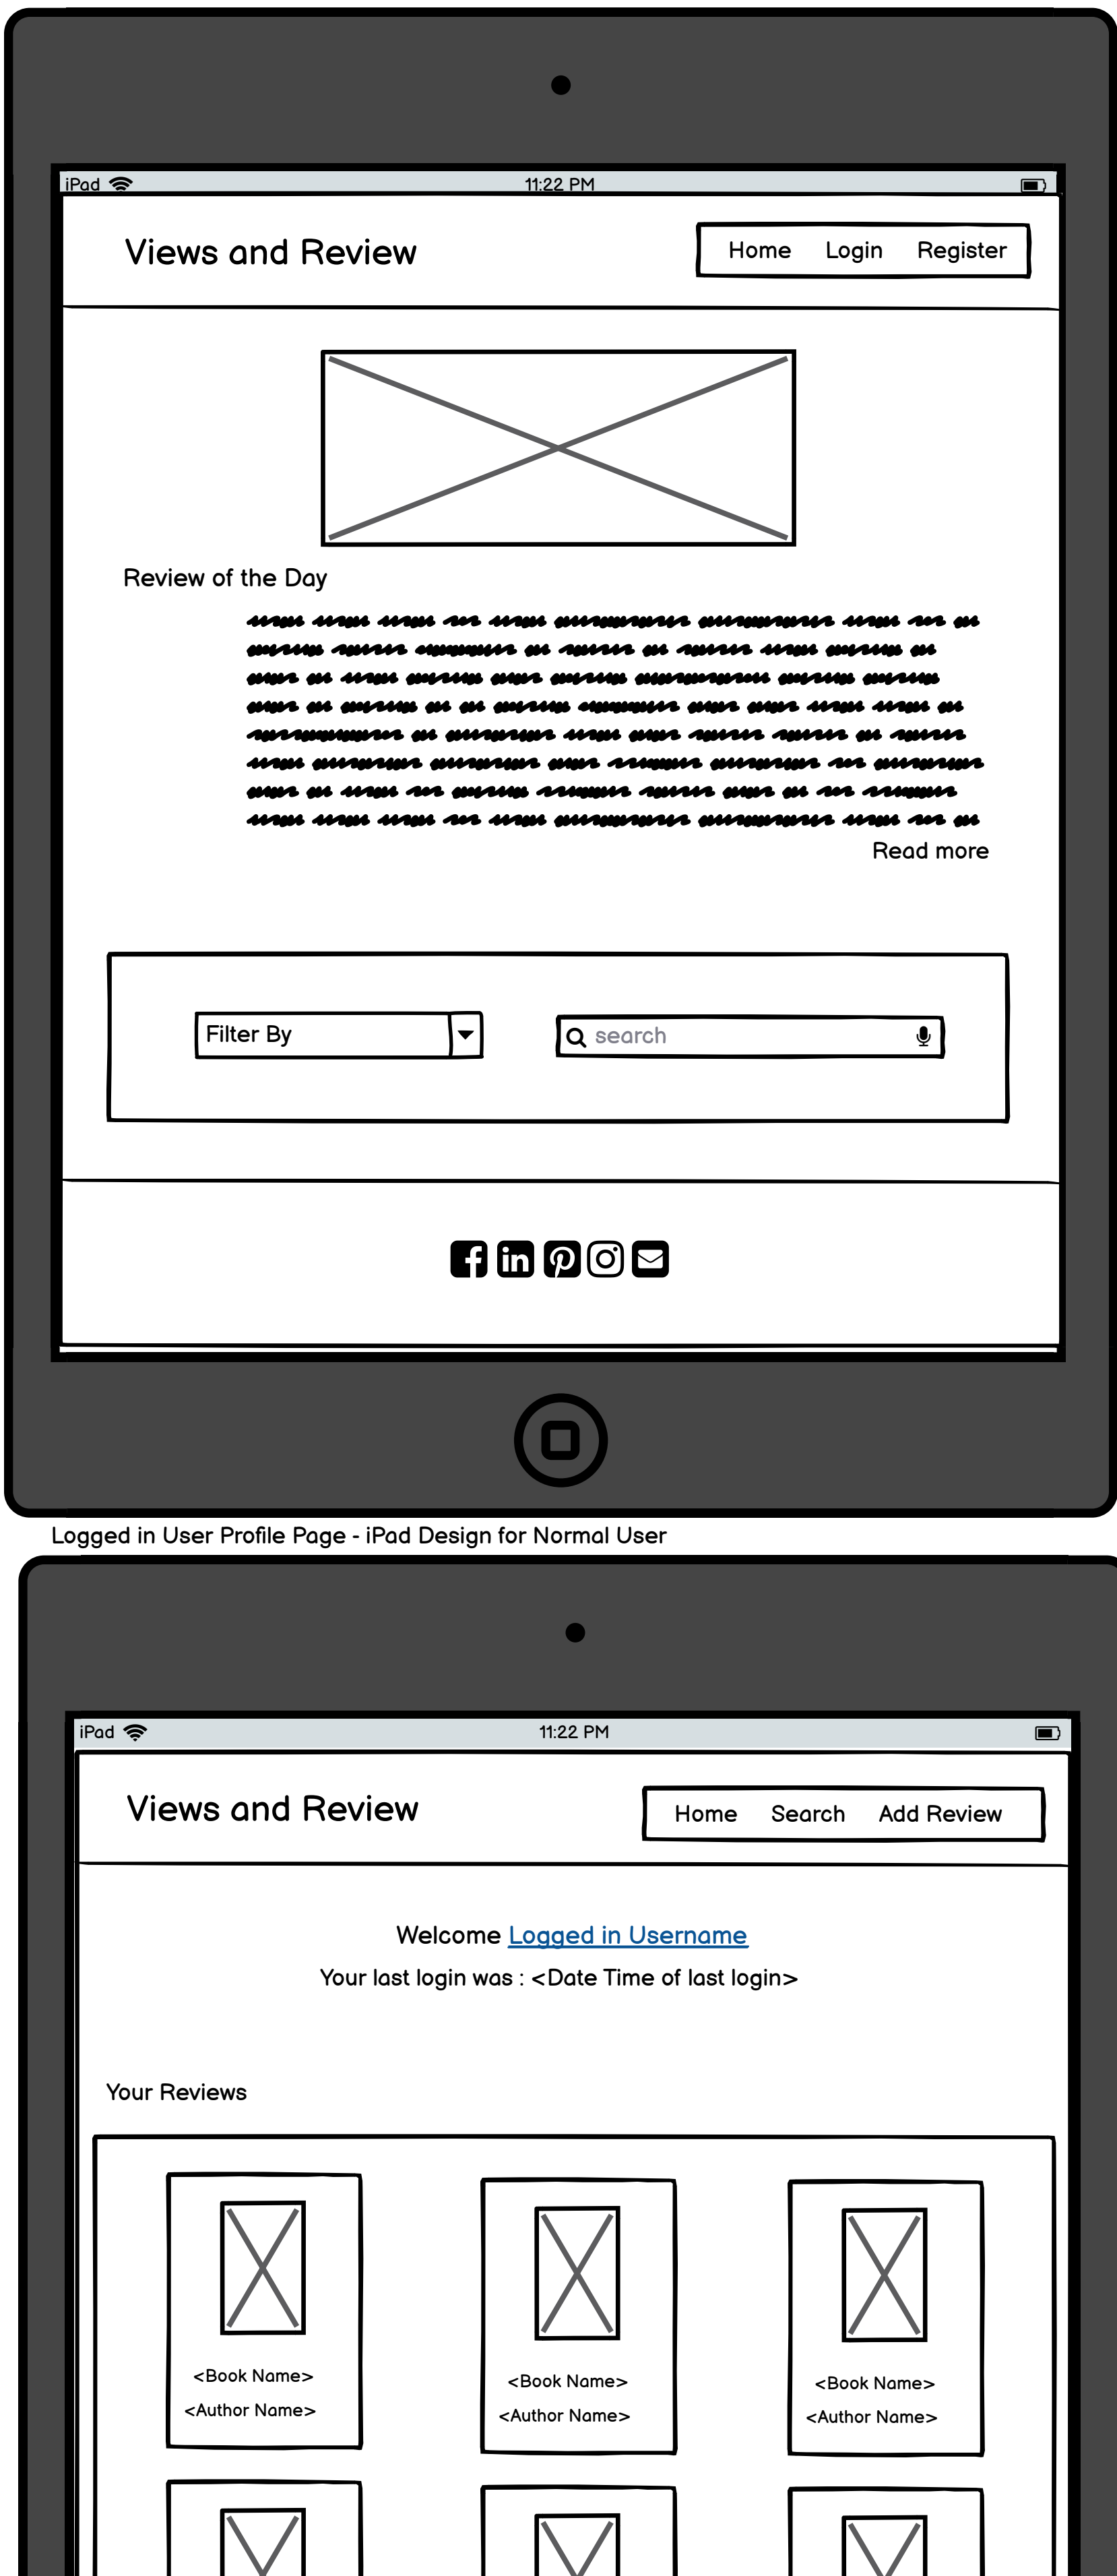 iPad 11:22 PM
Views and Review Home Login Register
Review of the Day
Read more
Filter By search
Logged in User Profile Page - iPad Design for Normal User
iPad 11:22 PM
Views and Review Home Search Add Review
Welcome Logged in Username
Your last login was : <Date Time of last login>
Your Reviews
<Book Name> <Book Name> <Book Name>
<Author Name> <Author Name> <Author Name>